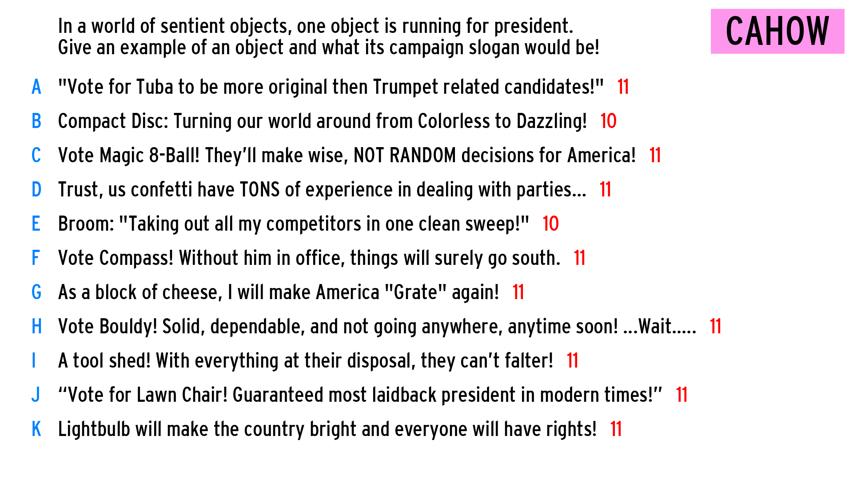 In a world of sentient objects, one object is running for president.
Give an example of an object and what its campaign slogan would be!
CAHOW
A "Vote for Tuba to be more original then Trumpet related candidates!" 11
B Compact Disc: Turning our world around from Colorless to Dazzling! 10
C Vote Magic 8-Ball! They'll make wise, NOT RANDOM decisions for America! 11
D Trust, us confetti have TONS of experience in dealing with parties... 11
E Broom: "Taking out all my competitors in one clean sweep!" 10
F Vote Compass! Without him in office, things will surely go south. 11
G As a block of cheese, I will make America "Grate" again! 11
H Vote Bouldy! Solid, dependable, and not going anywhere, anytime soon! ...Wait..... 11
I A tool shed! With everything at their disposal, they can't falter! 11
J “Vote for Lawn Chair! Guaranteed most laidback president in modern times!” 11
K Lightbulb will make the country bright and everyone will have rights! 11